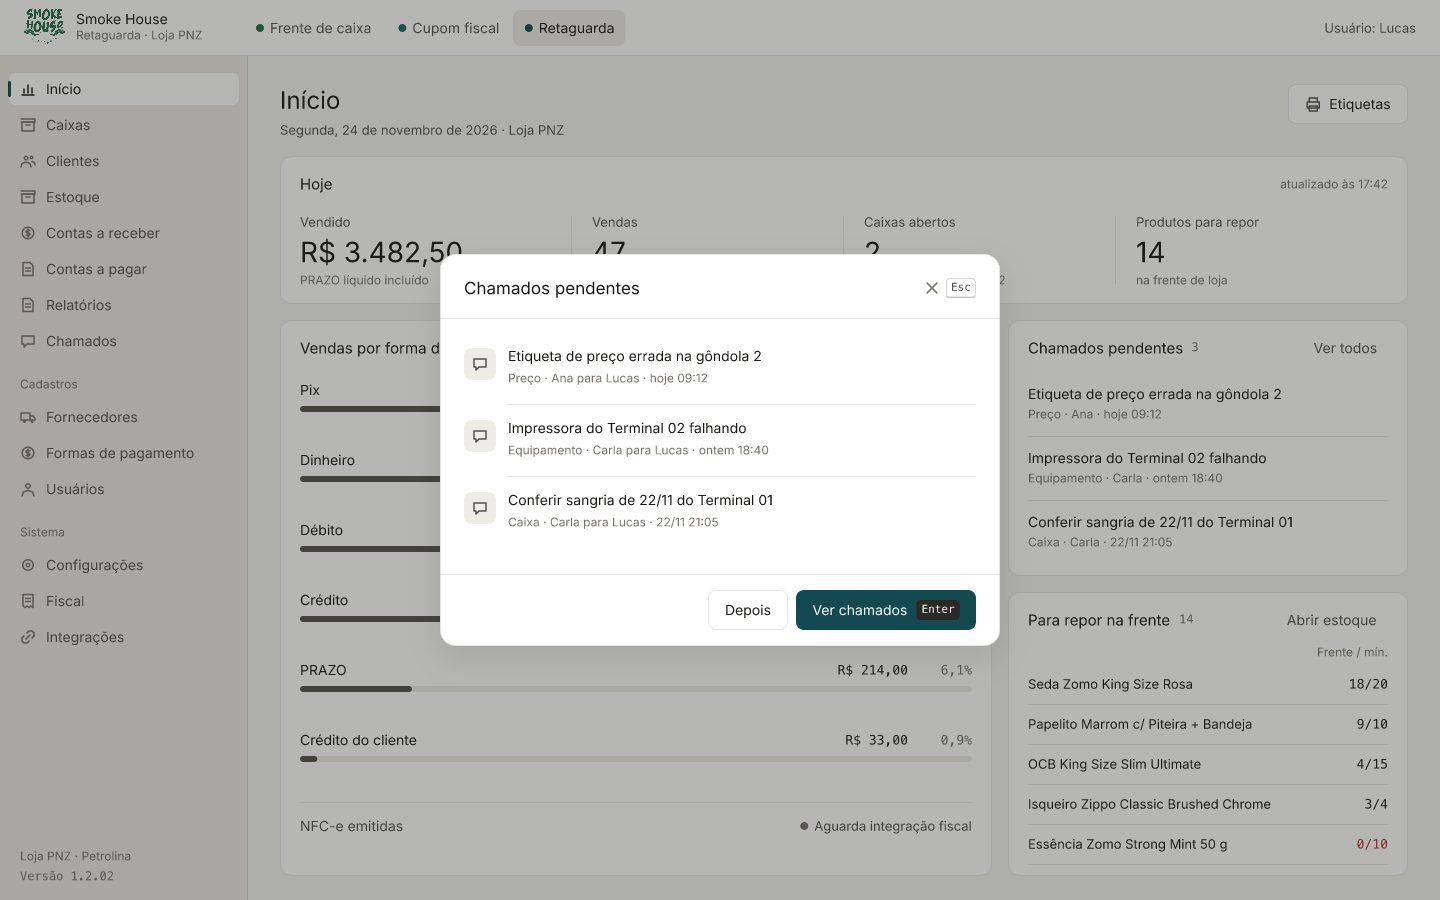 SMOKE HOUSE
Smoke House
Retaguarda · Loja PNZ
Frente de caixa
Cupom fiscal
Retaguarda
Usuário: Lucas
Início
Caixas
Clientes
Estoque
Contas a receber
Contas a pagar
Relatórios
Chamados
Cadastros
Fornecedores
Formas de pagamento
Usuários
Sistema
Configurações
Fiscal
Integrações
Loja PNZ · Petrolina
Versão 1.2.02
Início
Segunda, 24 de novembro de 2026 · Loja PNZ
Etiquetas
Hoje
atualizado às 17:42
Vendido
R$ 3.482,50
PRAZO líquido incluído
Vendas
47
Caixas abertos
2
2
Produtos para repor
14
na frente de loja
Vendas por forma d
Pix
Dinheiro
Débito
Crédito
PRAZO R$ 214,00 6,1%
Crédito do cliente R$ 33,00 0,9%
NFC-e emitidas
Aguarda integração fiscal
Chamados pendentes
Esc
Etiqueta de preço errada na gôndola 2
Preço · Ana para Lucas · hoje 09:12
Impressora do Terminal 02 falhando
Equipamento · Carla para Lucas · ontem 18:40
Conferir sangria de 22/11 do Terminal 01
Caixa · Carla para Lucas · 22/11 21:05
Depois
Ver chamados Enter
Chamados pendentes 3
Ver todos
Etiqueta de preço errada na gôndola 2
Preço · Ana · hoje 09:12
Impressora do Terminal 02 falhando
Equipamento · Carla · ontem 18:40
Conferir sangria de 22/11 do Terminal 01
Caixa · Carla · 22/11 21:05
Para repor na frente 14
Abrir estoque
Frente / mín.
Seda Zomo King Size Rosa 18/20
Papelito Marrom c/ Piteira + Bandeja 9/10
OCB King Size Slim Ultimate 4/15
Isqueiro Zippo Classic Brushed Chrome 3/4
Essência Zomo Strong Mint 50 g 0/10